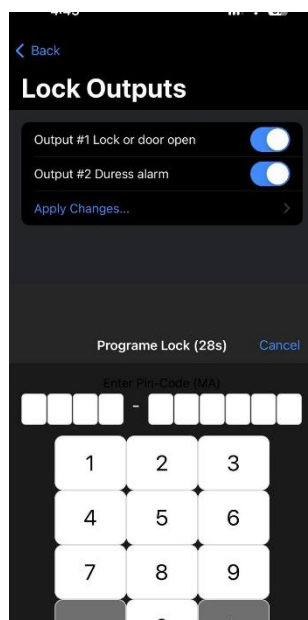 Back
Lock Outputs
Output #1 Lock or door open
Output #2 Duress alarm
Apply Changes...
Programe Lock (28s) Cancel
Enter Pin-Code (MA)
-
1 2 3
4 5 6
7 8 9